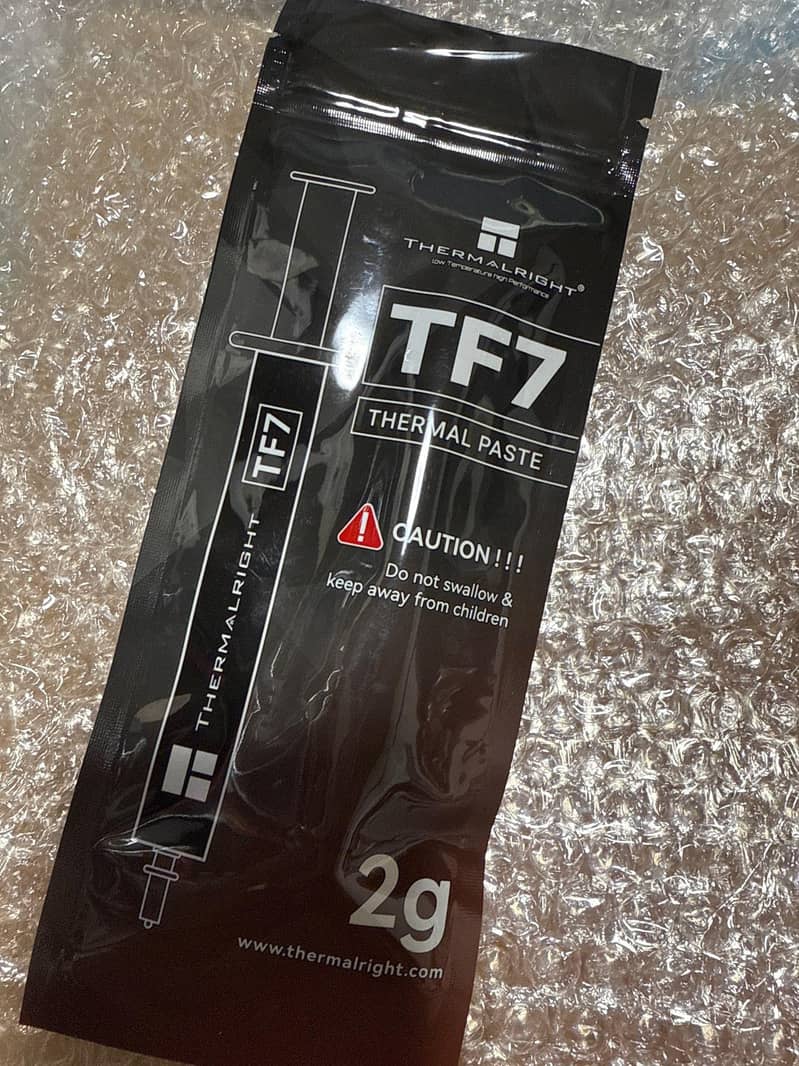 THERMALRIGHT®
Low Temperature High Performance
TF7
THERMAL PASTE
TF7
THERMALRIGHT
CAUTION!!!
Do not swallow &
keep away from children
2g
www.thermalright.com